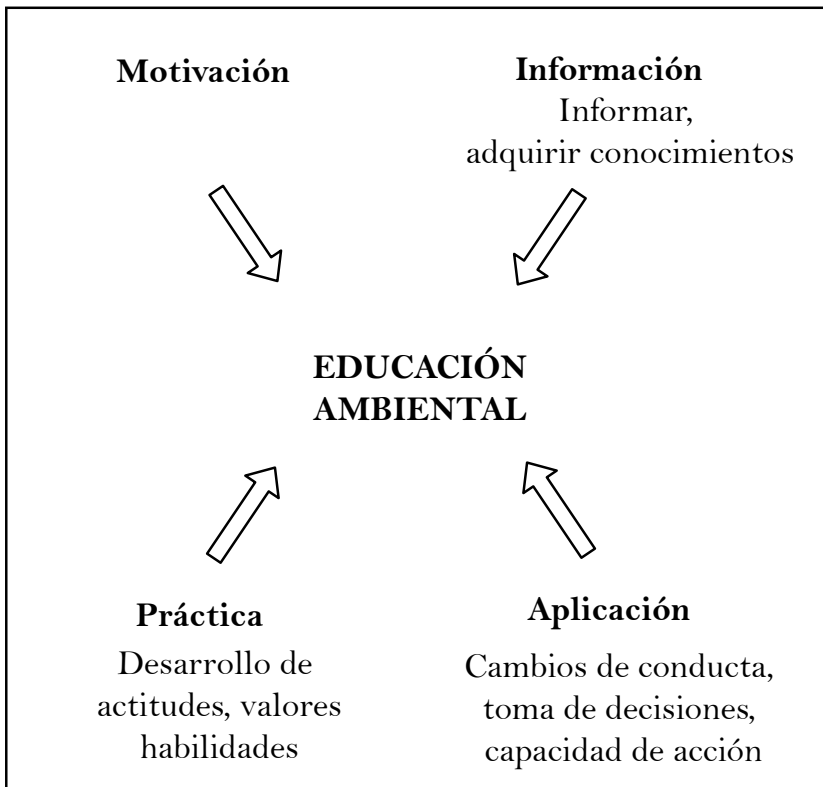 Motivación
Información
Informar,
adquirir conocimientos
EDUCACIÓN
AMBIENTAL
Práctica
Desarrollo de
actitudes, valores
habilidades
Aplicación
Cambios de conducta,
toma de decisiones,
capacidad de acción